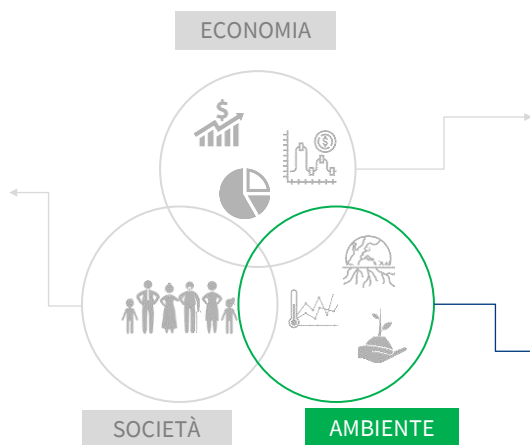 ECONOMIA
$
$
SOCIETÀ
AMBIENTE